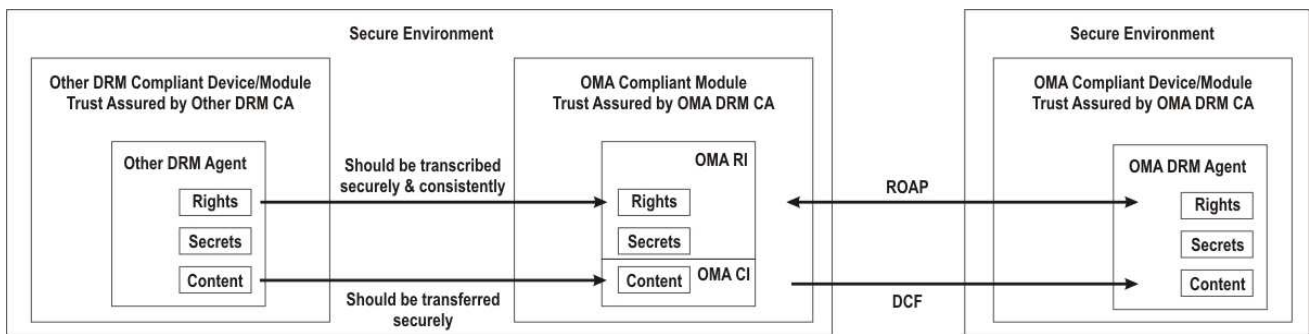 Secure Environment
Other DRM Compliant Device/Module
Trust Assured by Other DRM CA
Other DRM Agent
Rights
Secrets
Content
Should be transcribed
securely & consistently
Should be transferred
securely
OMA Compliant Module
Trust Assured by OMA DRM CA
OMA RI
Rights
Secrets
Content
OMA CI
ROAP
DCF
Secure Environment
OMA Compliant Device/Module
Trust Assured by OMA DRM CA
OMA DRM Agent
Rights
Secrets
Content